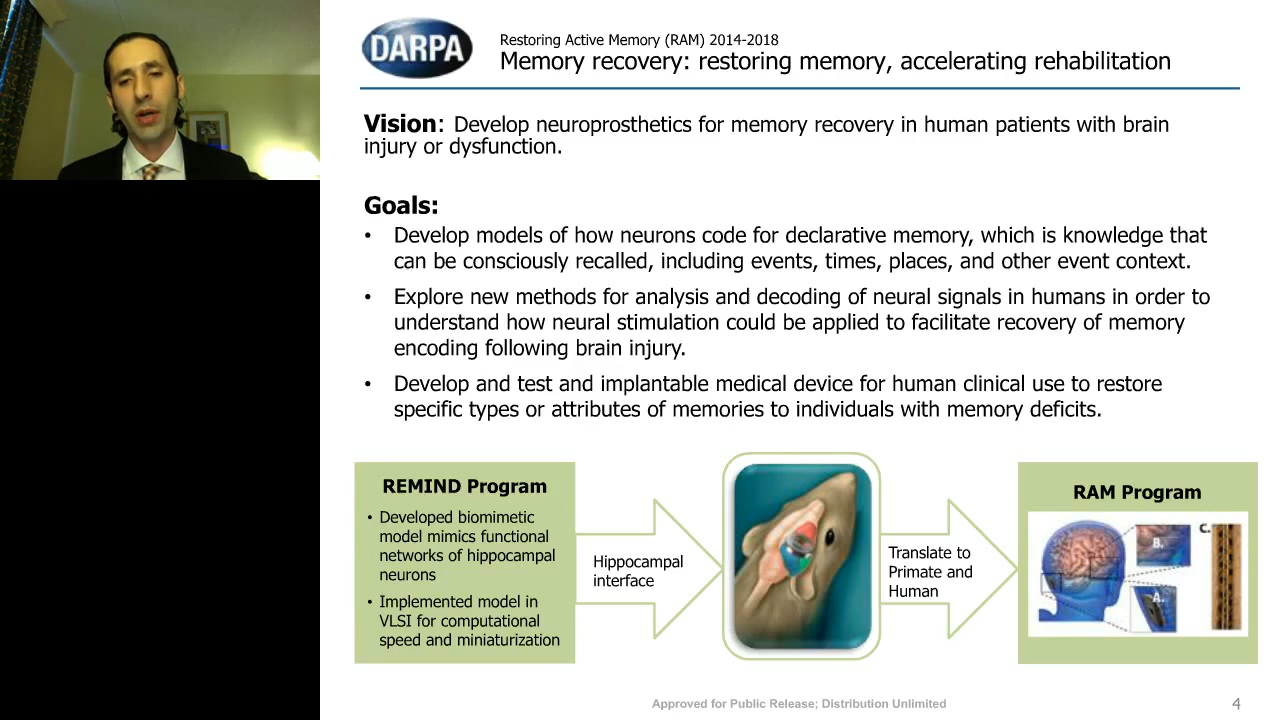 DARPA
Restoring Active Memory (RAM) 2014-2018
Memory recovery: restoring memory, accelerating rehabilitation
Vision: Develop neuroprosthetics for memory recovery in human patients with brain
injury or dysfunction.
Goals:
• Develop models of how neurons code for declarative memory, which is knowledge that
can be consciously recalled, including events, times, places, and other event context.
• Explore new methods for analysis and decoding of neural signals in humans in order to
understand how neural stimulation could be applied to facilitate recovery of memory
encoding following brain injury.
• Develop and test and implantable medical device for human clinical use to restore
specific types or attributes of memories to individuals with memory deficits.
REMIND Program
• Developed biomimetic
model mimics functional
networks of hippocampal
neurons
• Implemented model in
VLSI for computational
speed and miniaturization
Hippocampal
interface
Translate to
Primate and
Human
RAM Program
B.
C.
A.
Approved for Public Release; Distribution Unlimited
4